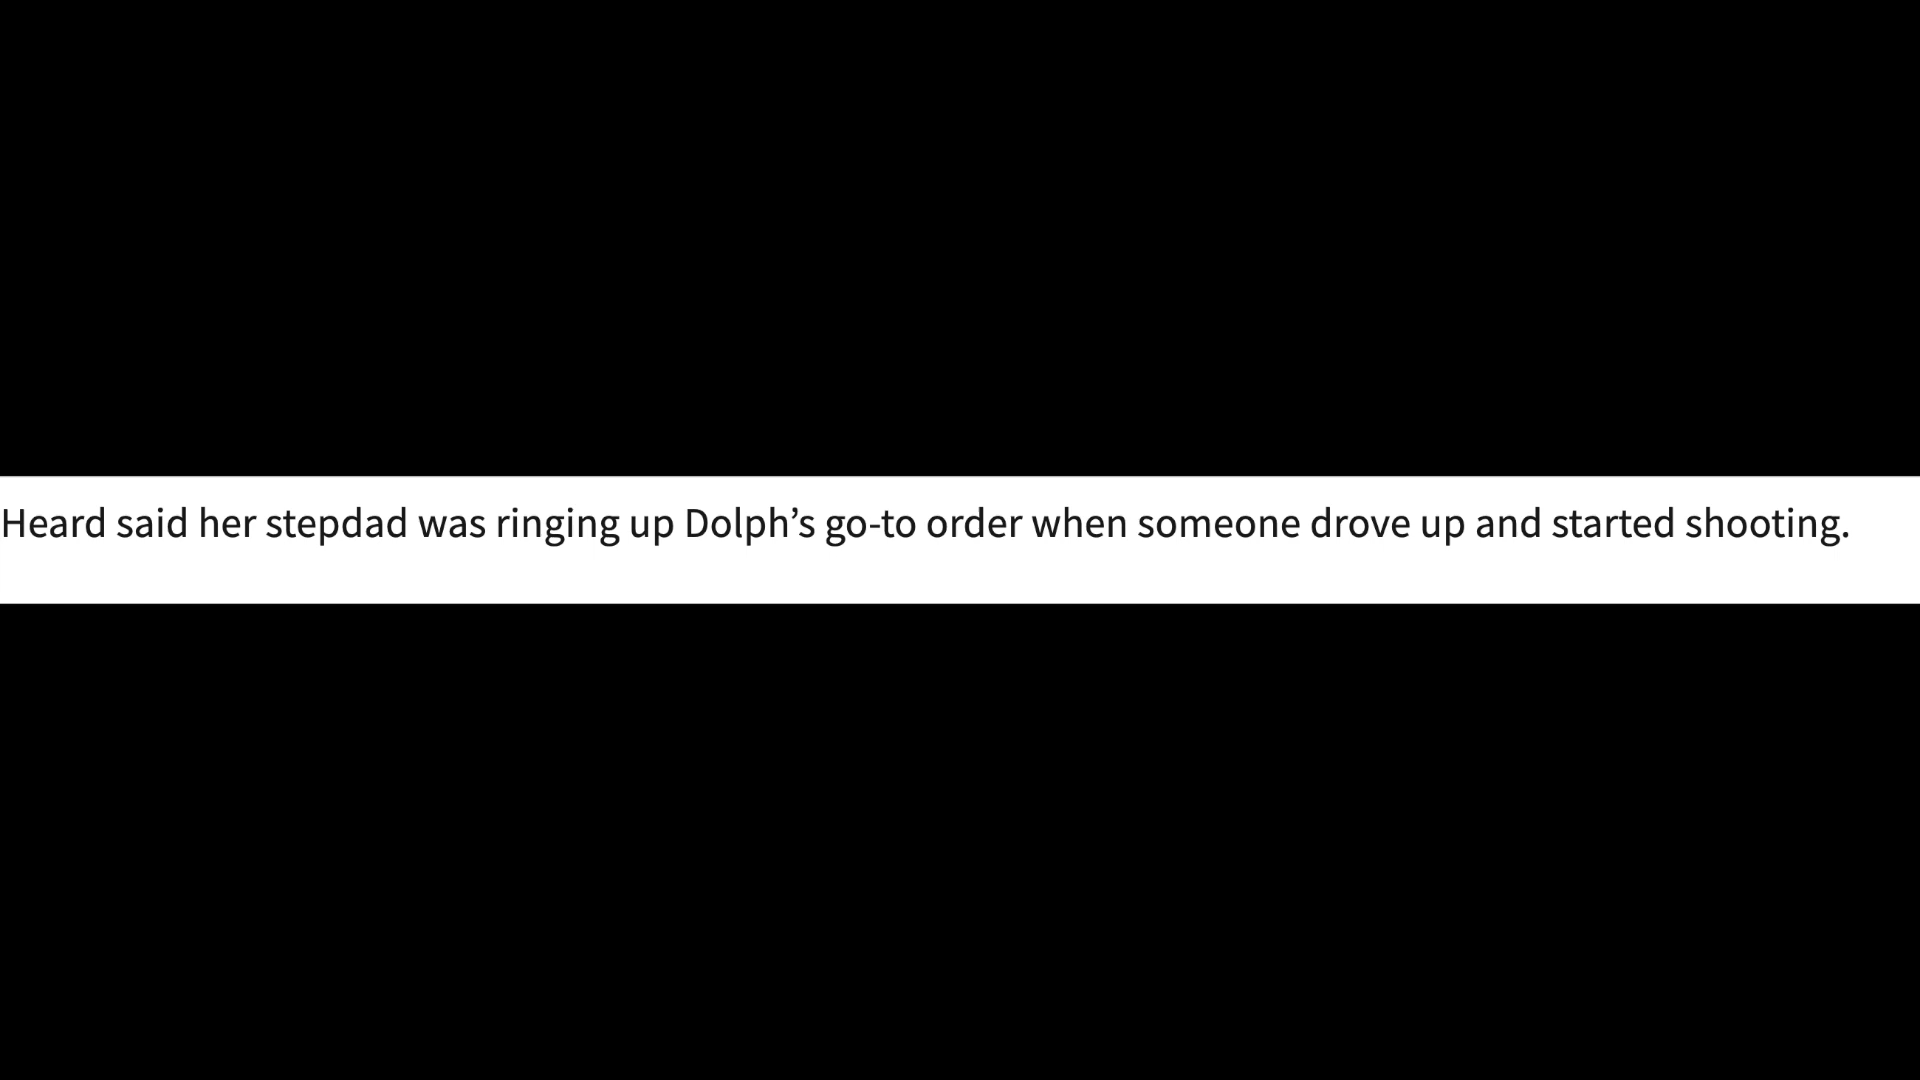 Heard said her stepdad was ringing up Dolph’s go-to order when someone drove up and started shooting.